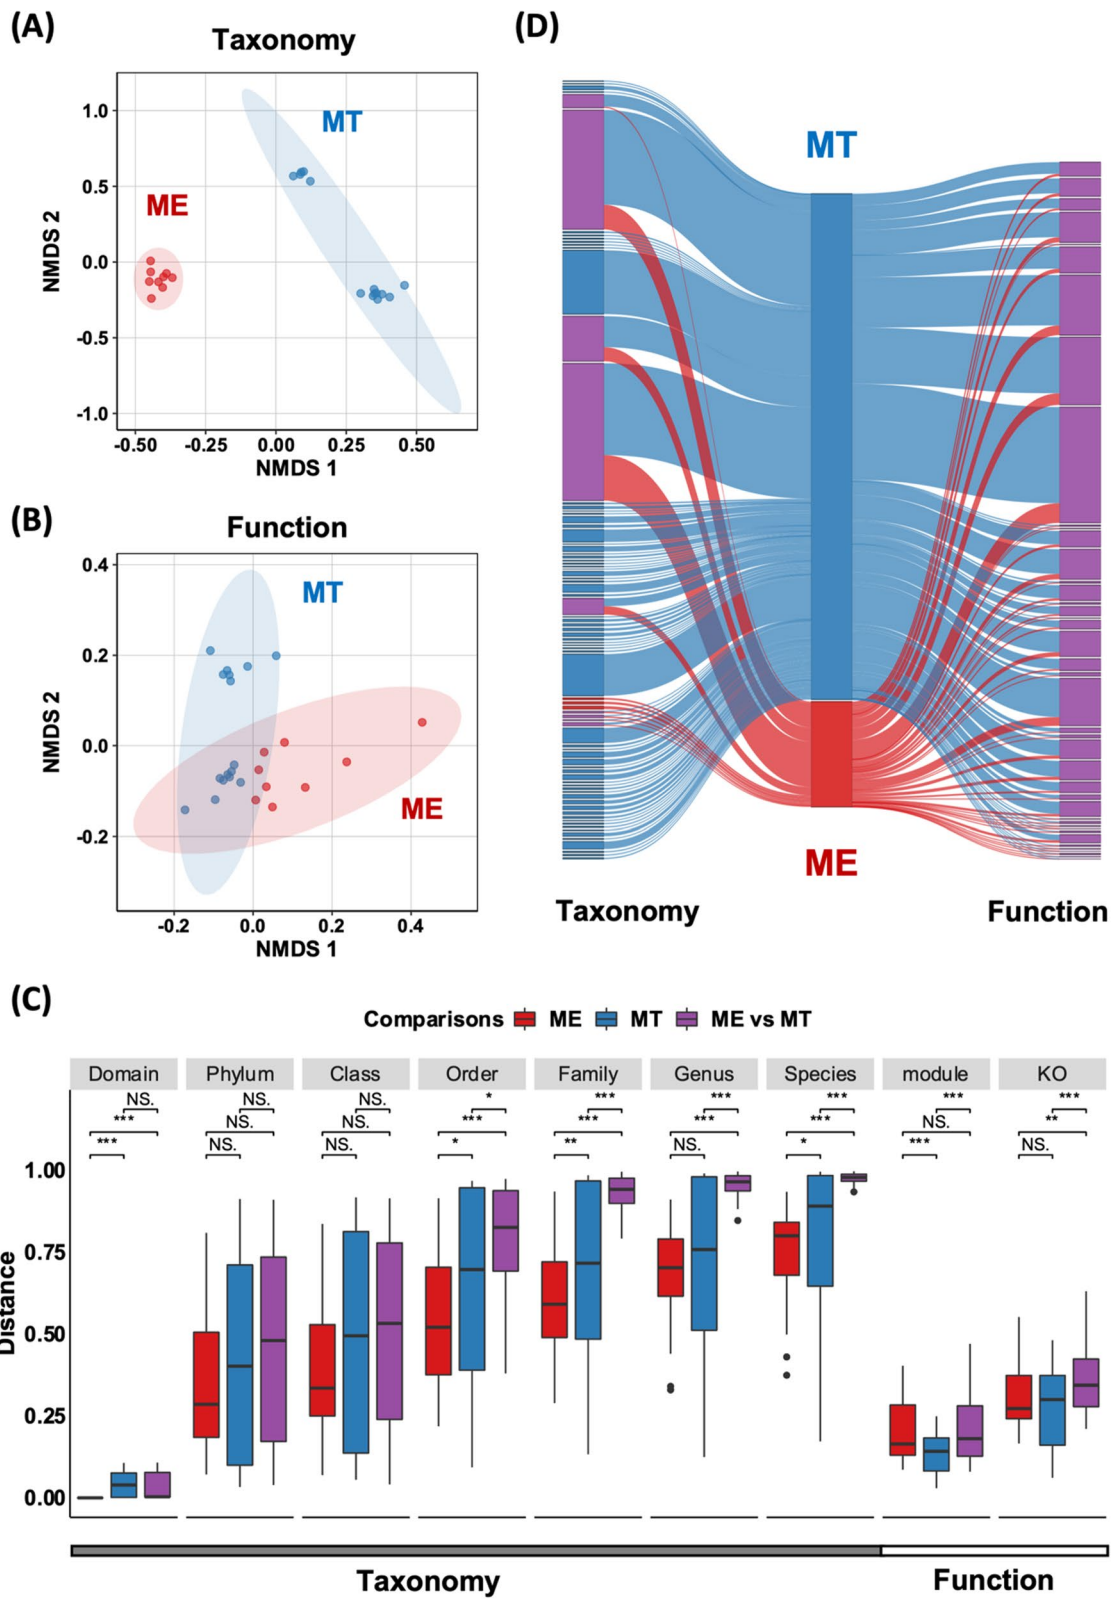 (A)
Taxonomy
MT
ME
NMDS 2
1.0
0.5
0.0
-0.5
-1.0
-0.50 -0.25 0.00 0.25 0.50
NMDS 1
(B)
Function
MT
ME
NMDS 2
0.4
0.2
0.0
-0.2
-0.2 0.0 0.2 0.4
NMDS 1
(D)
MT
ME
Taxonomy
Function
(C)
Comparisons ME MT ME vs MT
Domain Phylum Class Order Family Genus Species module KO
NS. NS. NS. * *** *** *** *** ***
*** NS. NS. *** *** *** *** NS. **
*** NS. NS. * ** NS. * *** NS.
Distance
1.00
0.75
0.50
0.25
0.00
Taxonomy
Function